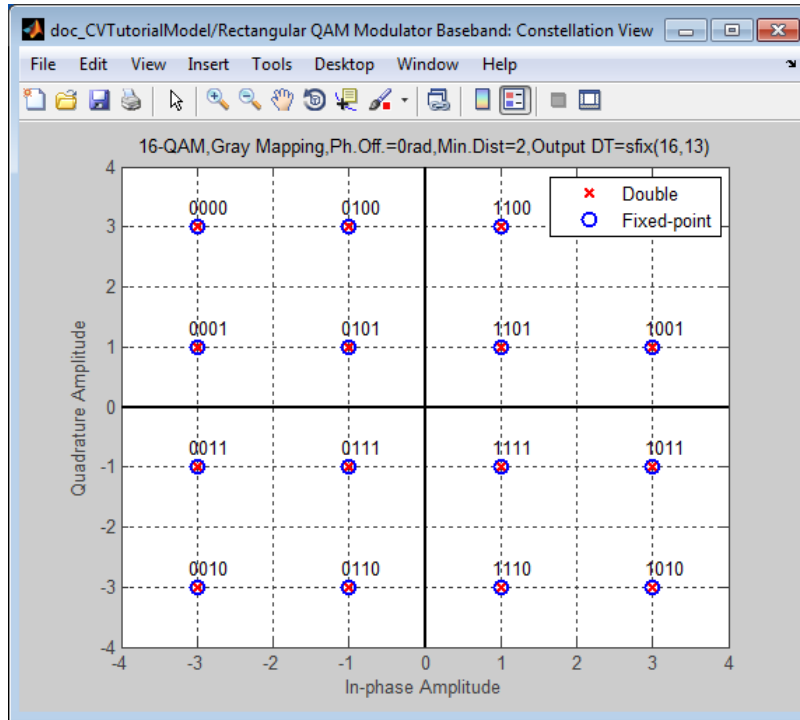 doc_CVTutorialModel/Rectangular QAM Modulator Baseband: Constellation View
File Edit View Insert Tools Desktop Window Help
16-QAM,Gray Mapping,Ph.Off.=0rad,Min.Dist=2,Output DT=sfix(16,13)
Double
Fixed-point
4
0000 0100 1100
3
2
0001 0101 1101 1001
1
0
0011 0111 1111 1011
-1
-2
0010 0110 1110 1010
-3
-4
-4 -3 -2 -1 0 1 2 3 4
Quadrature Amplitude
In-phase Amplitude